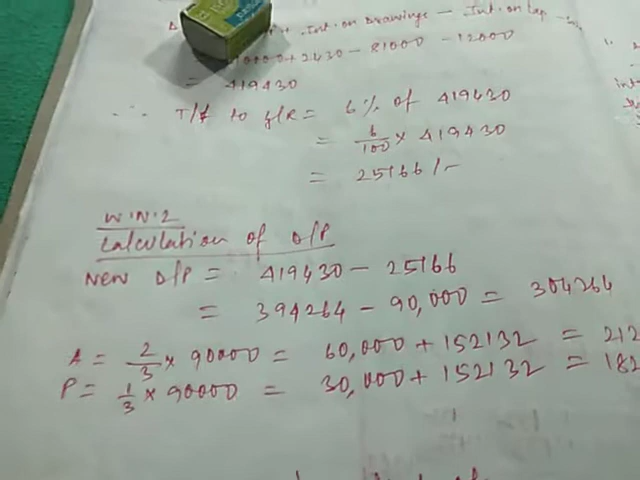 Int. on Drawings - Int. on Cap
0000 + 2430 - 81000 - 12000
= 419430
∴ T/f to G/R = 6% of 419430
= 6/100 × 419430
= 25166/-
W.N.2
Calculation of D/P
New D/P = 419430 - 25166
= 394264 - 90,000 = 304264
A = 2/3 × 90000 = 60,000 + 152132 = 212
P = 1/3 × 90000 = 30,000 + 152132 = 182